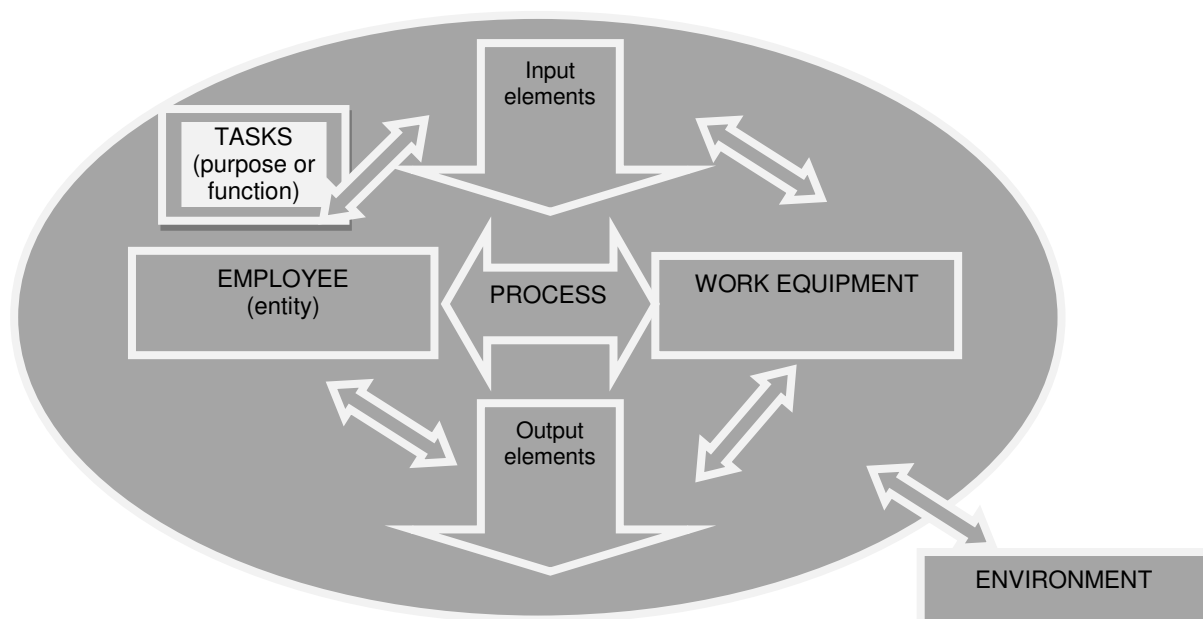 Input
elements
TASKS
(purpose or
function)
EMPLOYEE
(entity)
PROCESS
WORK EQUIPMENT
Output
elements
ENVIRONMENT